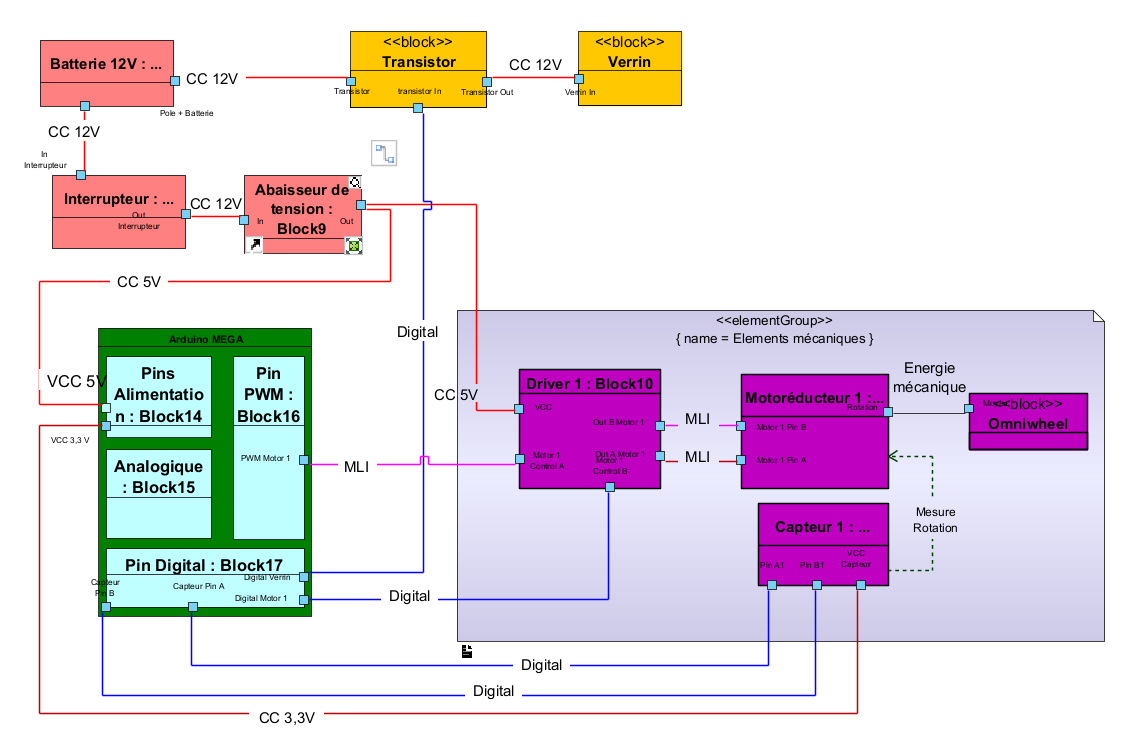 <<block>>
Transistor
<<block>>
Verrin
Batterie 12V : ...
CC 12V
CC 12V
Transistor
transistor In
Transistor Out
Verrin In
Pole + Batterie
CC 12V
In
Interrupteur
Interrupteur : ...
Out
Interrupteur
CC 12V
Abaisseur de
tension :
Block9
In
Out
CC 5V
Digital
Arduino MEGA
Pins
Alimentatio
n : Block14
Pin
PWM :
Block16
VCC 5V
VCC 3,3 V
Analogique
: Block15
PWM Motor 1
MLI
Pin Digital : Block17
Digital Verrin
Capteur
Pin B
Capteur Pin A
Digital Motor 1
Digital
<<elementGroup>>
{ name = Elements mécaniques }
CC 5V
Driver 1 : Block10
VCC
Out B Motor 1
Motor 1
Control A
Out A Motor 1
Motor 1
Control B
MLI
MLI
Motoréducteur 1 :...
Rotation
Motor 1 Pin B
Motor 1 Pin A
Energie
mécanique
<<block>>
Omniwheel
Mesure
Rotation
Capteur 1 : ...
Pin A1
Pin B1
VCC
Capteur
Digital
Digital
CC 3,3V